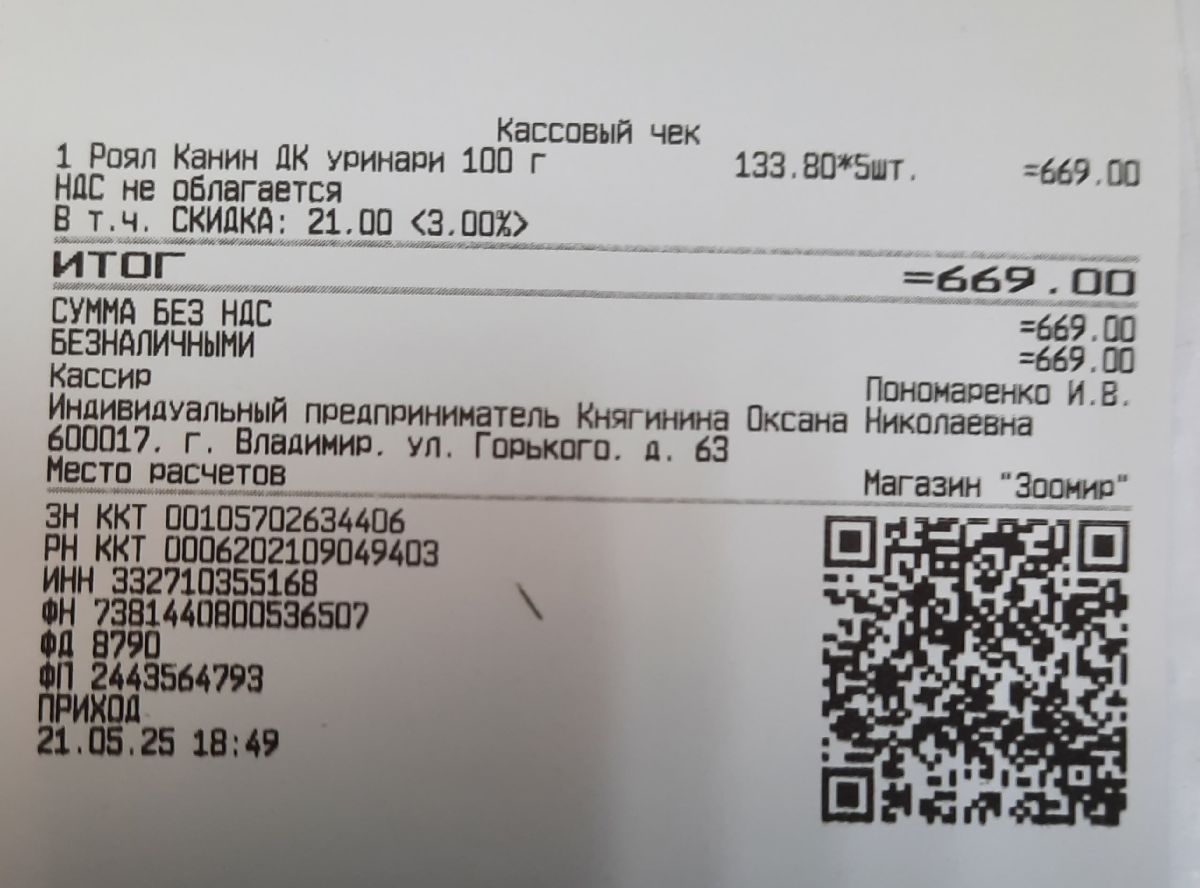 Кассовый чек
1 Роял Канин ДК уринари 100 г 133.80*5шт. =669.00
НДС не облагается
В т.ч. СКИДКА: 21.00 <3.00%>
ИТОГ =669.00
СУММА БЕЗ НДС =669.00
БЕЗНАЛИЧНЫМИ =669.00
Кассир Пономаренко И.В.
Индивидуальный предприниматель Княгинина Оксана Николаевна
600017. г. Владимир. ул. Горького. д. 63
Место расчетов Магазин "Зоомир"
ЗН ККТ 00105702634406
РН ККТ 0006202109049403
ИНН 332710355168
ФН 7381440800536507
ФД 8790
ФП 2443564793
ПРИХОД
21.05.25 18:49